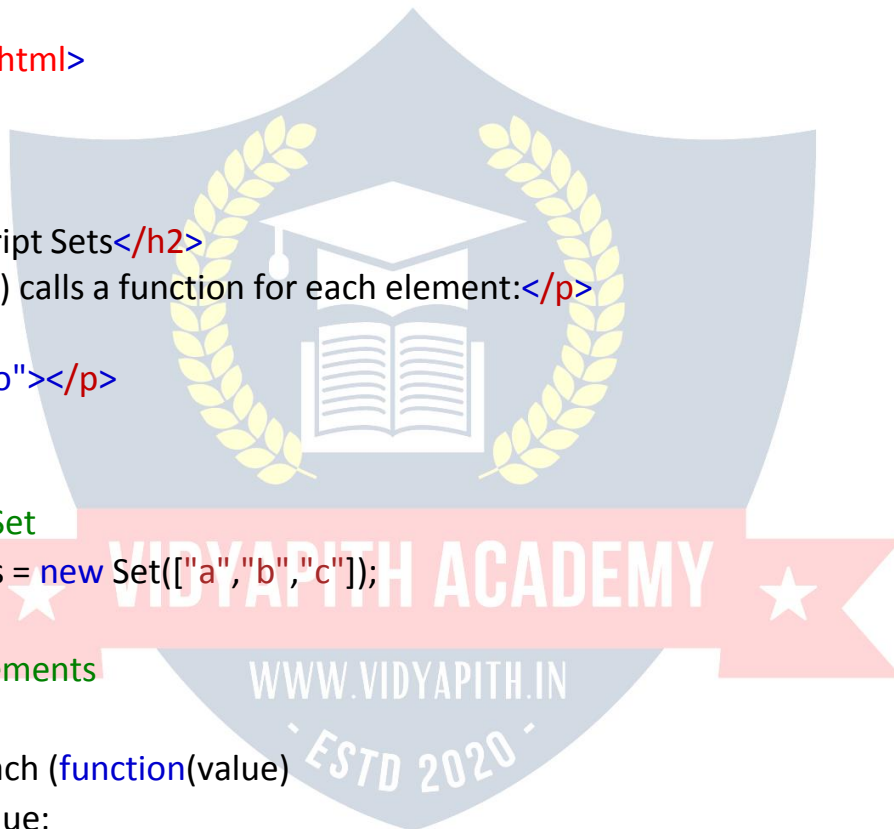 html>
ript Sets</h2>
) calls a function for each element:</p>
o"></p>
Set
s = new Set(["a","b","c"]);
VIDYAPITH ACADEMY
ements
WWW.VIDYAPITH.IN
ach (function(value)
- ESTD 2020 -
ue;